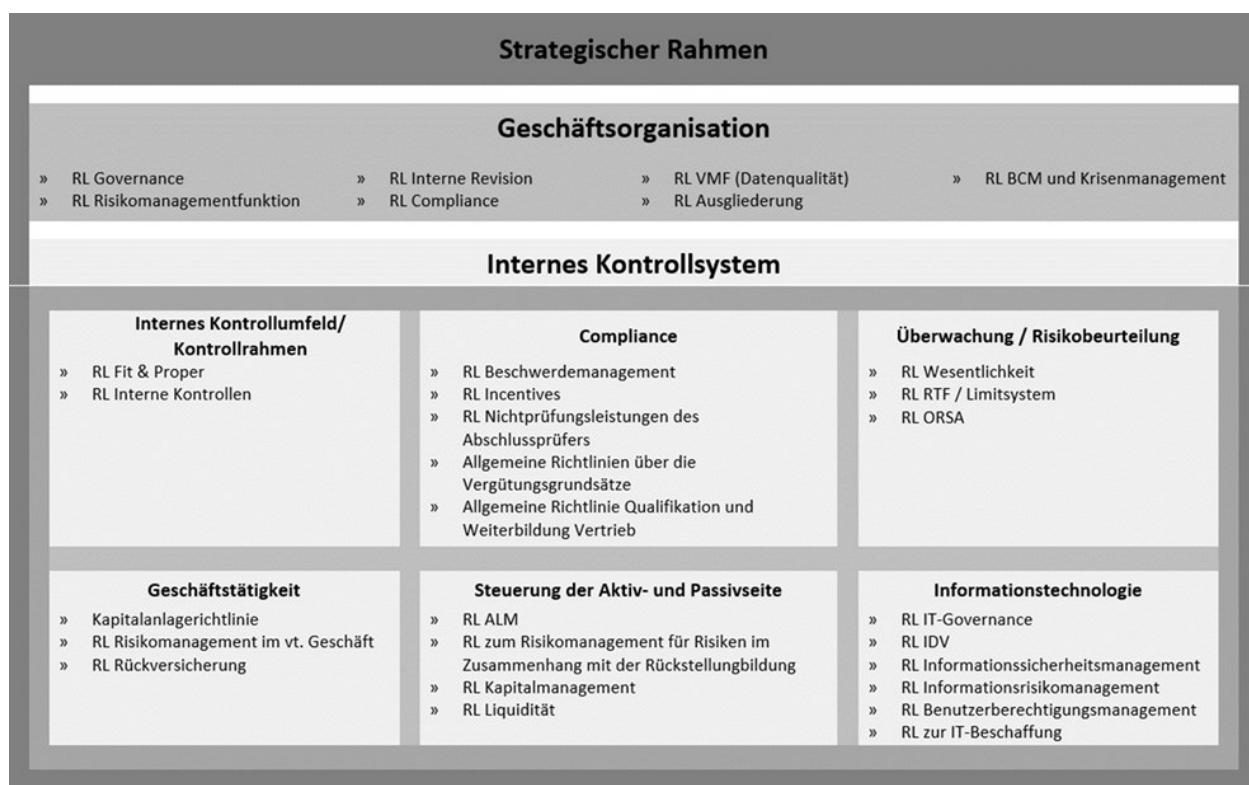 Strategischer Rahmen
Geschäftsorganisation
» RL Governance
» RL Risikomanagementfunktion
» RL Interne Revision
» RL Compliance
» RL VMF (Datenqualität)
» RL Ausgliederung
» RL BCM und Krisenmanagement
Internes Kontrollsystem
Internes Kontrollumfeld/
Kontrollrahmen
» RL Fit & Proper
» RL Interne Kontrollen
Compliance
» RL Beschwerdemanagement
» RL Incentives
» RL Nichtprüfungsleistungen des
Abschlussprüfers
» Allgemeine Richtlinien über die
Vergütungsgrundsätze
» Allgemeine Richtlinie Qualifikation und
Weiterbildung Vertrieb
Überwachung / Risikobeurteilung
» RL Wesentlichkeit
» RL RTF / Limitsystem
» RL ORSA
Geschäftstätigkeit
» Kapitalanlagerichtlinie
» RL Risikomanagement im vt. Geschäft
» RL Rückversicherung
Steuerung der Aktiv- und Passivseite
» RL ALM
» RL zum Risikomanagement für Risiken im
Zusammenhang mit der Rückstellungbildung
» RL Kapitalmanagement
» RL Liquidität
Informationstechnologie
» RL IT-Governance
» RL IDV
» RL Informationssicherheitsmanagement
» RL Informationsrisikomanagement
» RL Benutzerberechtigungsmanagement
» RL zur IT-Beschaffung